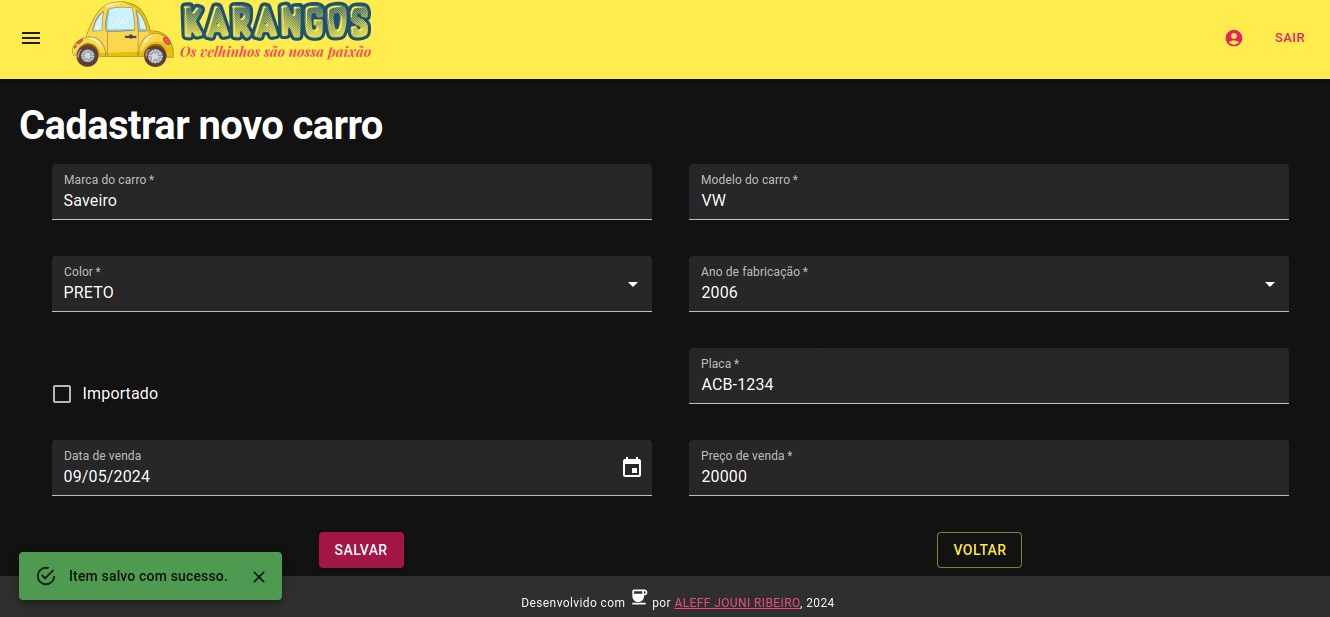 KARANGOS
Os velhinhos são nossa paixão
SAIR
Cadastrar novo carro
Marca do carro *
Saveiro
Modelo do carro *
VW
Color *
PRETO
Ano de fabricação *
2006
Importado
Placa *
ACB-1234
Data de venda
09/05/2024
Preço de venda *
20000
SALVAR
VOLTAR
Item salvo com sucesso.
Desenvolvido com por ALEFF JOUNI RIBEIRO, 2024